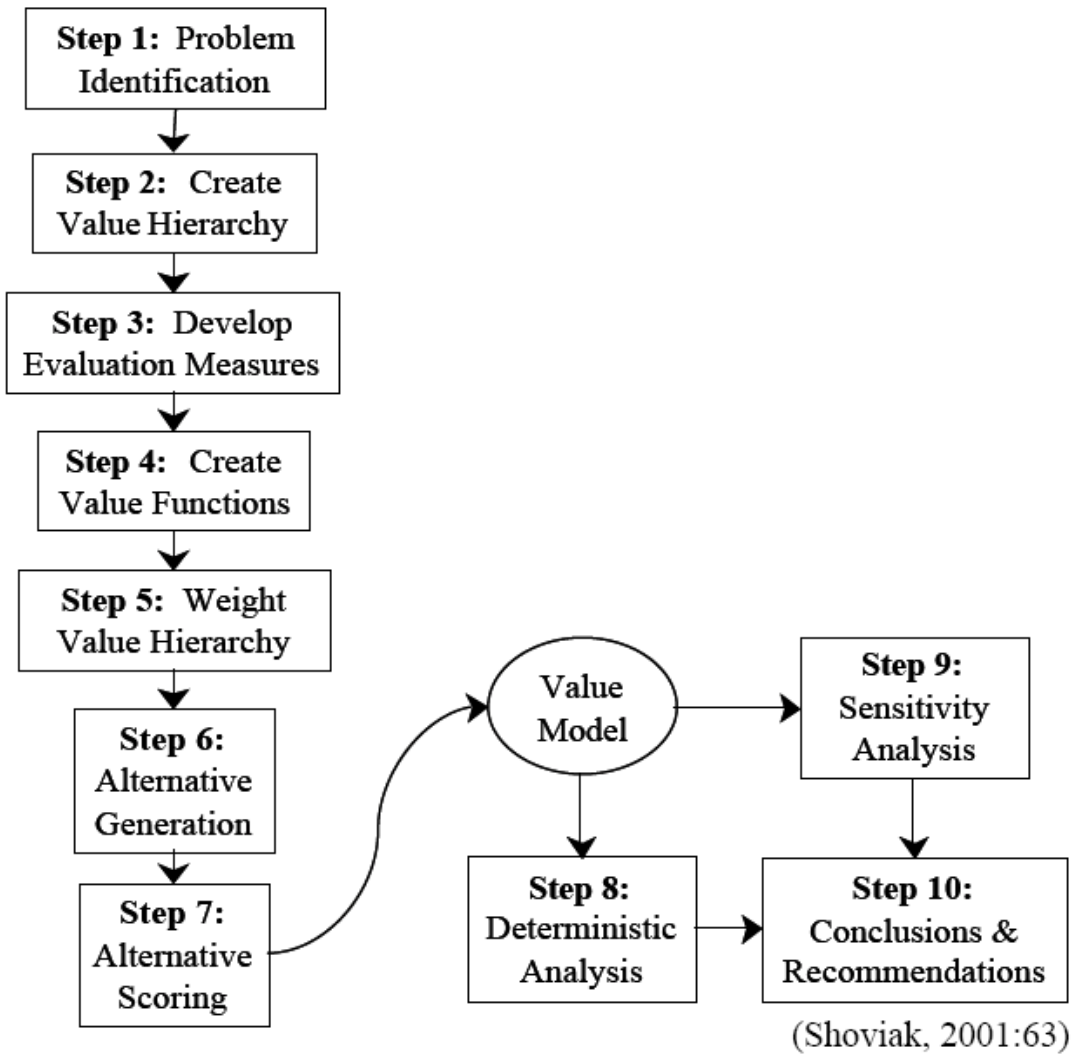 Step 1: Problem
Identification
Step 2: Create
Value Hierarchy
Step 3: Develop
Evaluation Measures
Step 4: Create
Value Functions
Step 5: Weight
Value Hierarchy
Step 6:
Alternative
Generation
Step 7:
Alternative
Scoring
Value
Model
Step 8:
Deterministic
Analysis
Step 9:
Sensitivity
Analysis
Step 10:
Conclusions &
Recommendations
(Shoviak, 2001:63)